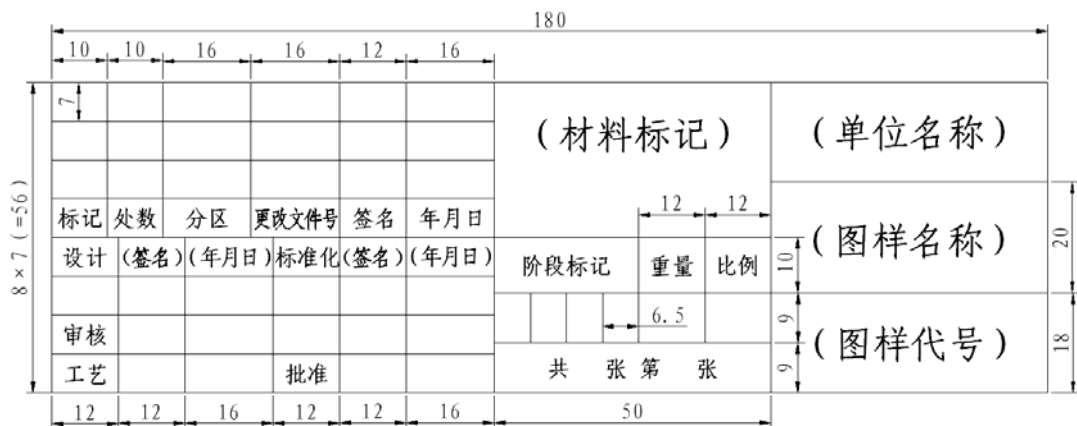 180
10 10 16 16 12 16
7
(材料标记) (单位名称)
8×7(=56)
12 12
标记 处数 分区 更改文件号 签名 年月日
(图样名称) 20
设计 (签名) (年月日) 标准化 (签名) (年月日)
阶段标记 重量 比例 10
6.5 9
审核
(图样代号) 18
工艺 批准
共 张 第 张 9
12 12 16 12 12 16 50